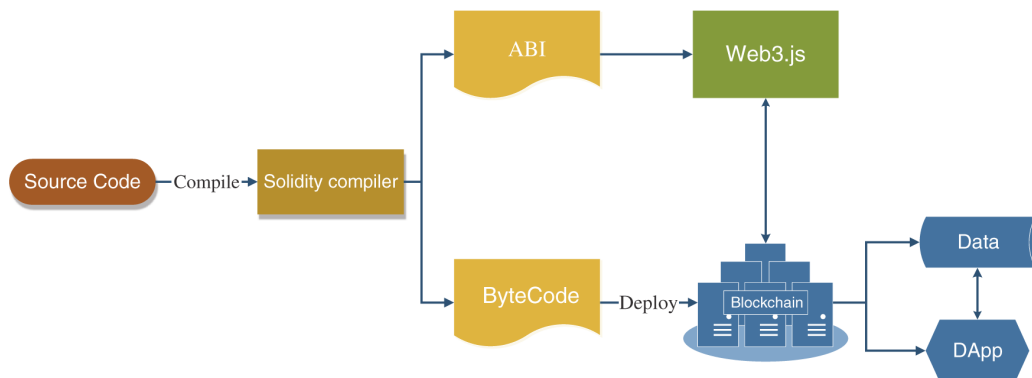 ABI
Web3.js
Source Code
Compile
Solidity compiler
ByteCode
Deploy
Blockchain
Data
DApp